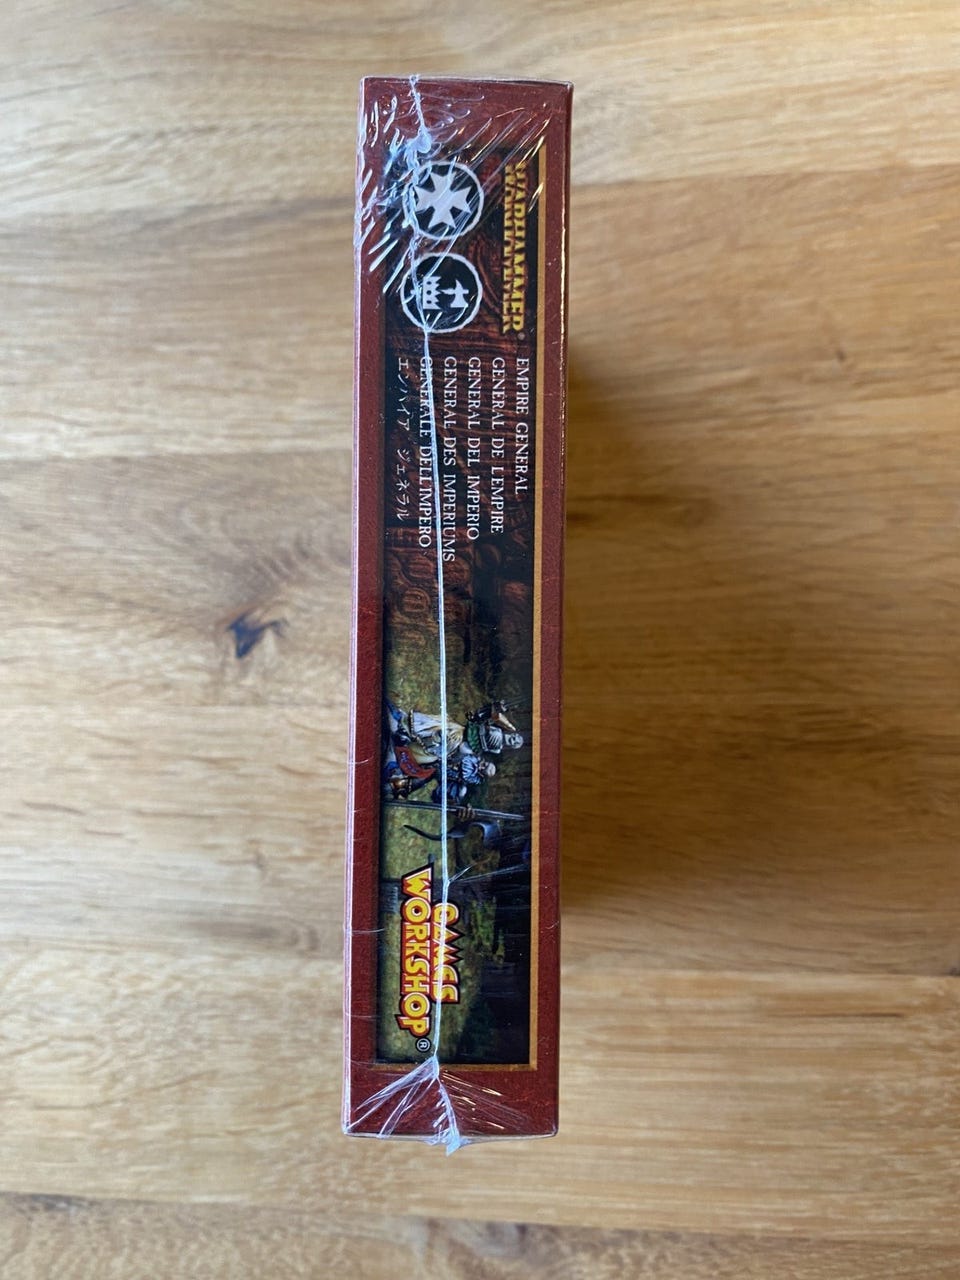 WARHAMMER®
EMPIRE GENERAL
GENERAL DE L'EMPIRE
GENERAL DEL IMPERIO
GENERAL DES IMPERIUMS
GENERALE DELL'IMPERO
エンパイア ジェネラル
GAMES
WORKSHOP®